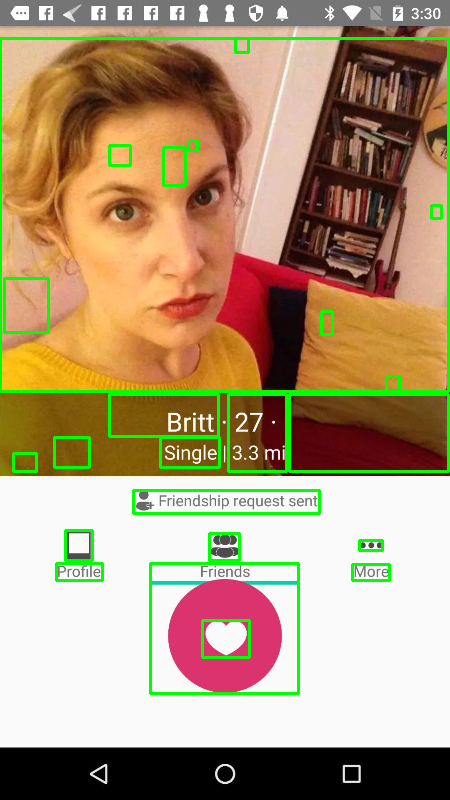 3:30
Britt · 27 ·
Single | 3.3 mi
Friendship request sent
Profile
Friends
More